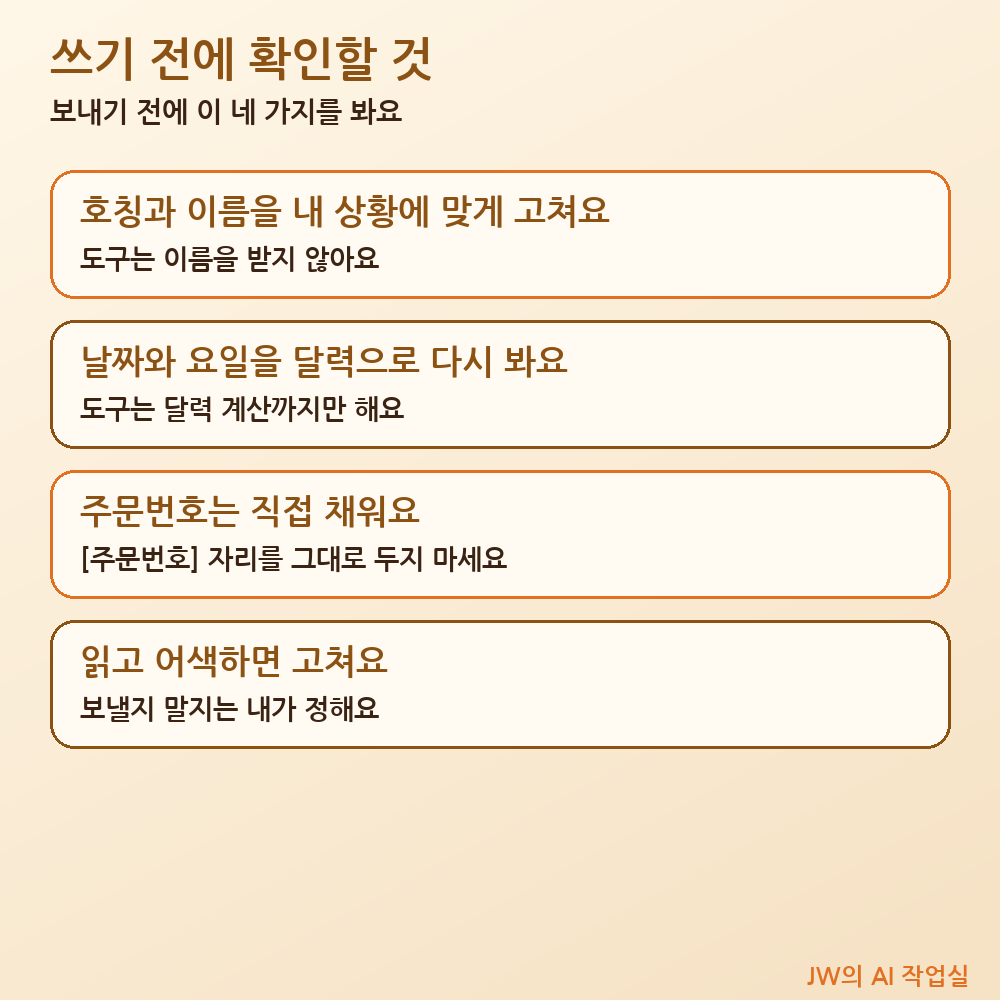 쓰기 전에 확인할 것
보내기 전에 이 네 가지를 봐요
호칭과 이름을 내 상황에 맞게 고쳐요
도구는 이름을 받지 않아요
날짜와 요일을 달력으로 다시 봐요
도구는 달력 계산까지만 해요
주문번호는 직접 채워요
[주문번호] 자리를 그대로 두지 마세요
읽고 어색하면 고쳐요
보낼지 말지는 내가 정해요
JW의 AI 작업실